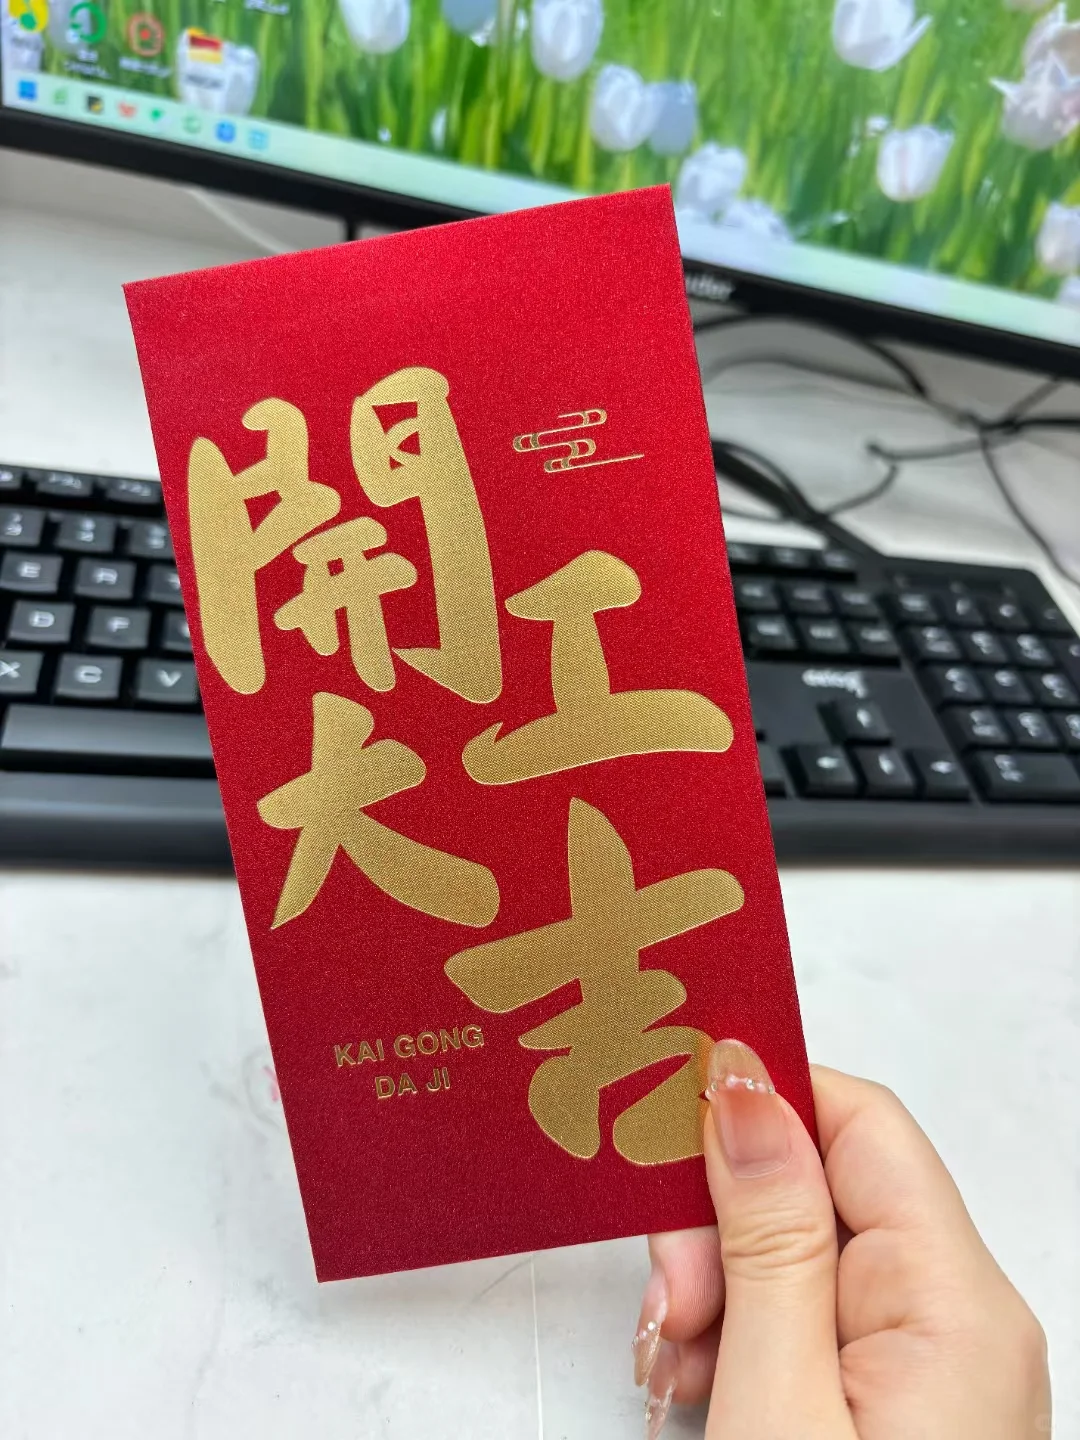 開工
大吉
KAI GONG
DA JI
E R
D F
X C V